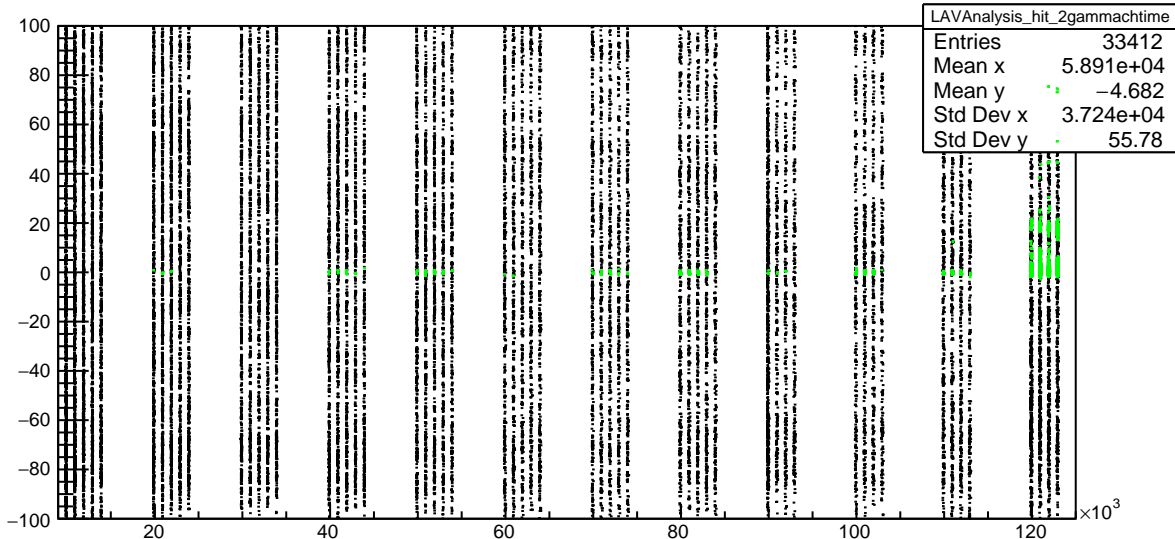 LAVAnalysis_hit_2gammachtime
Entries 33412
Mean x 5.891e+04
Mean y −4.682
Std Dev x 3.724e+04
Std Dev y 55.78
100
80
60
40
20
0
−20
−40
−60
−80
−100
20 40 60 80 100 120
×10³